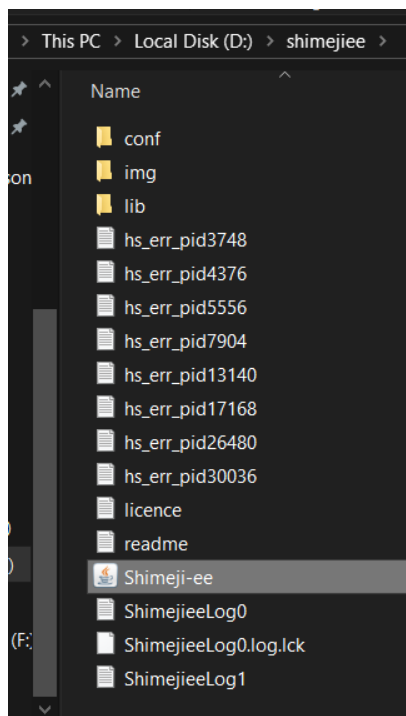 > This PC > Local Disk (D:) > shimejiee >
Name
conf
son
img
lib
hs_err_pid3748
hs_err_pid4376
hs_err_pid5556
hs_err_pid7904
hs_err_pid13140
hs_err_pid17168
hs_err_pid26480
hs_err_pid30036
licence
)
readme
)
Shimeji-ee
ShimejieeLog0
(F:)
ShimejieeLog0.log.lck
ShimejieeLog1